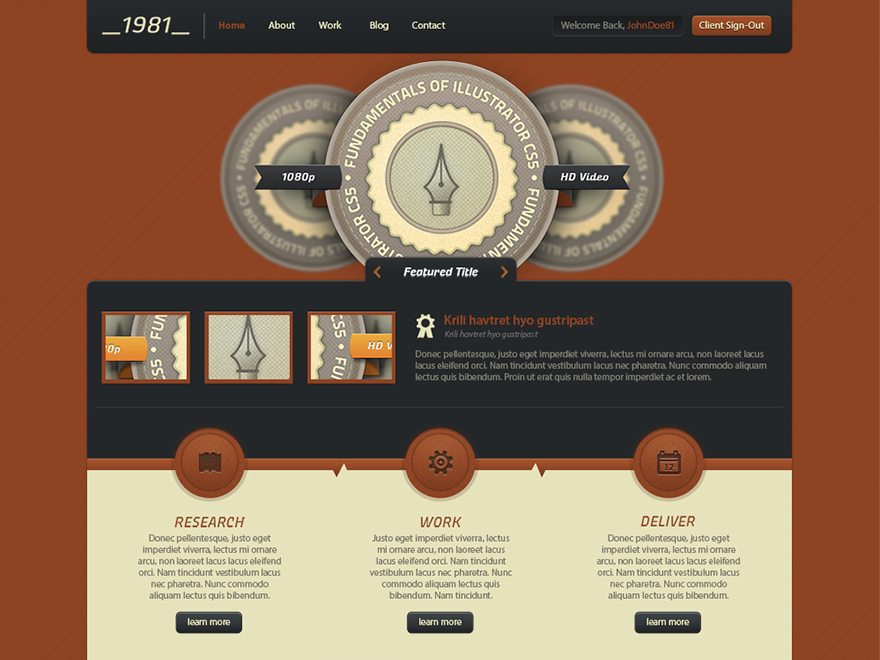 __1981__
Home About Work Blog Contact
Welcome Back, JohnDoe81
Client Sign-Out
FUNDAMENTALS OF ILLUSTRATOR CS5
FUNDAMENTALS OF ILLUSTRATOR CS5
FUNDAMENTALS OF ILLUSTRATOR CS5
1080p
HD Video
Featured Title
0p
FUN
CS5
FU
HD V
Krili havtret hyo gustripast
Krili havtret hyo gustripast
Donec pellentesque, justo eget imperdiet viverra, lectus mi ornare arcu, non laoreet lacus
lacus eleifend orci. Nam tincidunt vestibulum lacus nec pharetra. Nunc commodo aliquam
lectus quis bibendum. Proin ut erat quis nulla tempor imperdiet ac et lorem.
12
RESEARCH
Donec pellentesque, justo eget
imperdiet viverra, lectus mi ornare
arcu, non laoreet lacus lacus eleifend
orci. Nam tincidunt vestibulum lacus
nec pharetra. Nunc commodo
aliquam lectus quis bibendum.
learn more
WORK
Justo eget imperdiet viverra, lectus
mi ornare arcu, non laoreet lacus
lacus eleifend orci. Nam tincidunt
vestibulum lacus nec pharetra. Nunc
commodo aliquam lectus quis
bibendum. Nam tincidunt.
learn more
DELIVER
Donec pellentesque, justo eget
imperdiet viverra, lectus mi ornare
arcu, non laoreet lacus lacus eleifend
orci. Nam tincidunt vestibulum lacus
nec pharetra. Nunc commodo
aliquam lectus quis bibendum.
learn more